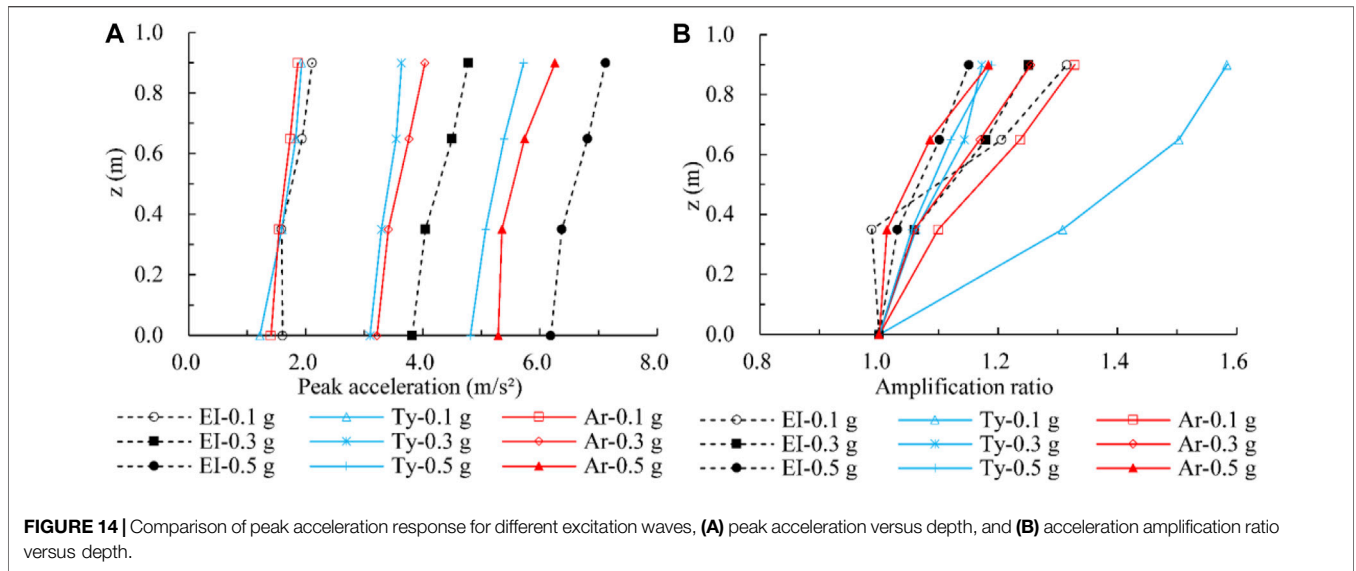 A
1.0
0.8
0.6
0.4
0.2
0.0
z (m)
0.0 2.0 4.0 6.0 8.0
Peak acceleration (m/s²)
EI-0.1 g Ty-0.1 g Ar-0.1 g
EI-0.3 g Ty-0.3 g Ar-0.3 g
EI-0.5 g Ty-0.5 g Ar-0.5 g
B
1.0
0.8
0.6
0.4
0.2
0.0
z (m)
0.8 1.0 1.2 1.4 1.6
Amplification ratio
EI-0.1 g Ty-0.1 g Ar-0.1 g
EI-0.3 g Ty-0.3 g Ar-0.3 g
EI-0.5 g Ty-0.5 g Ar-0.5 g
FIGURE 14 | Comparison of peak acceleration response for different excitation waves, (A) peak acceleration versus depth, and (B) acceleration amplification ratio
versus depth.